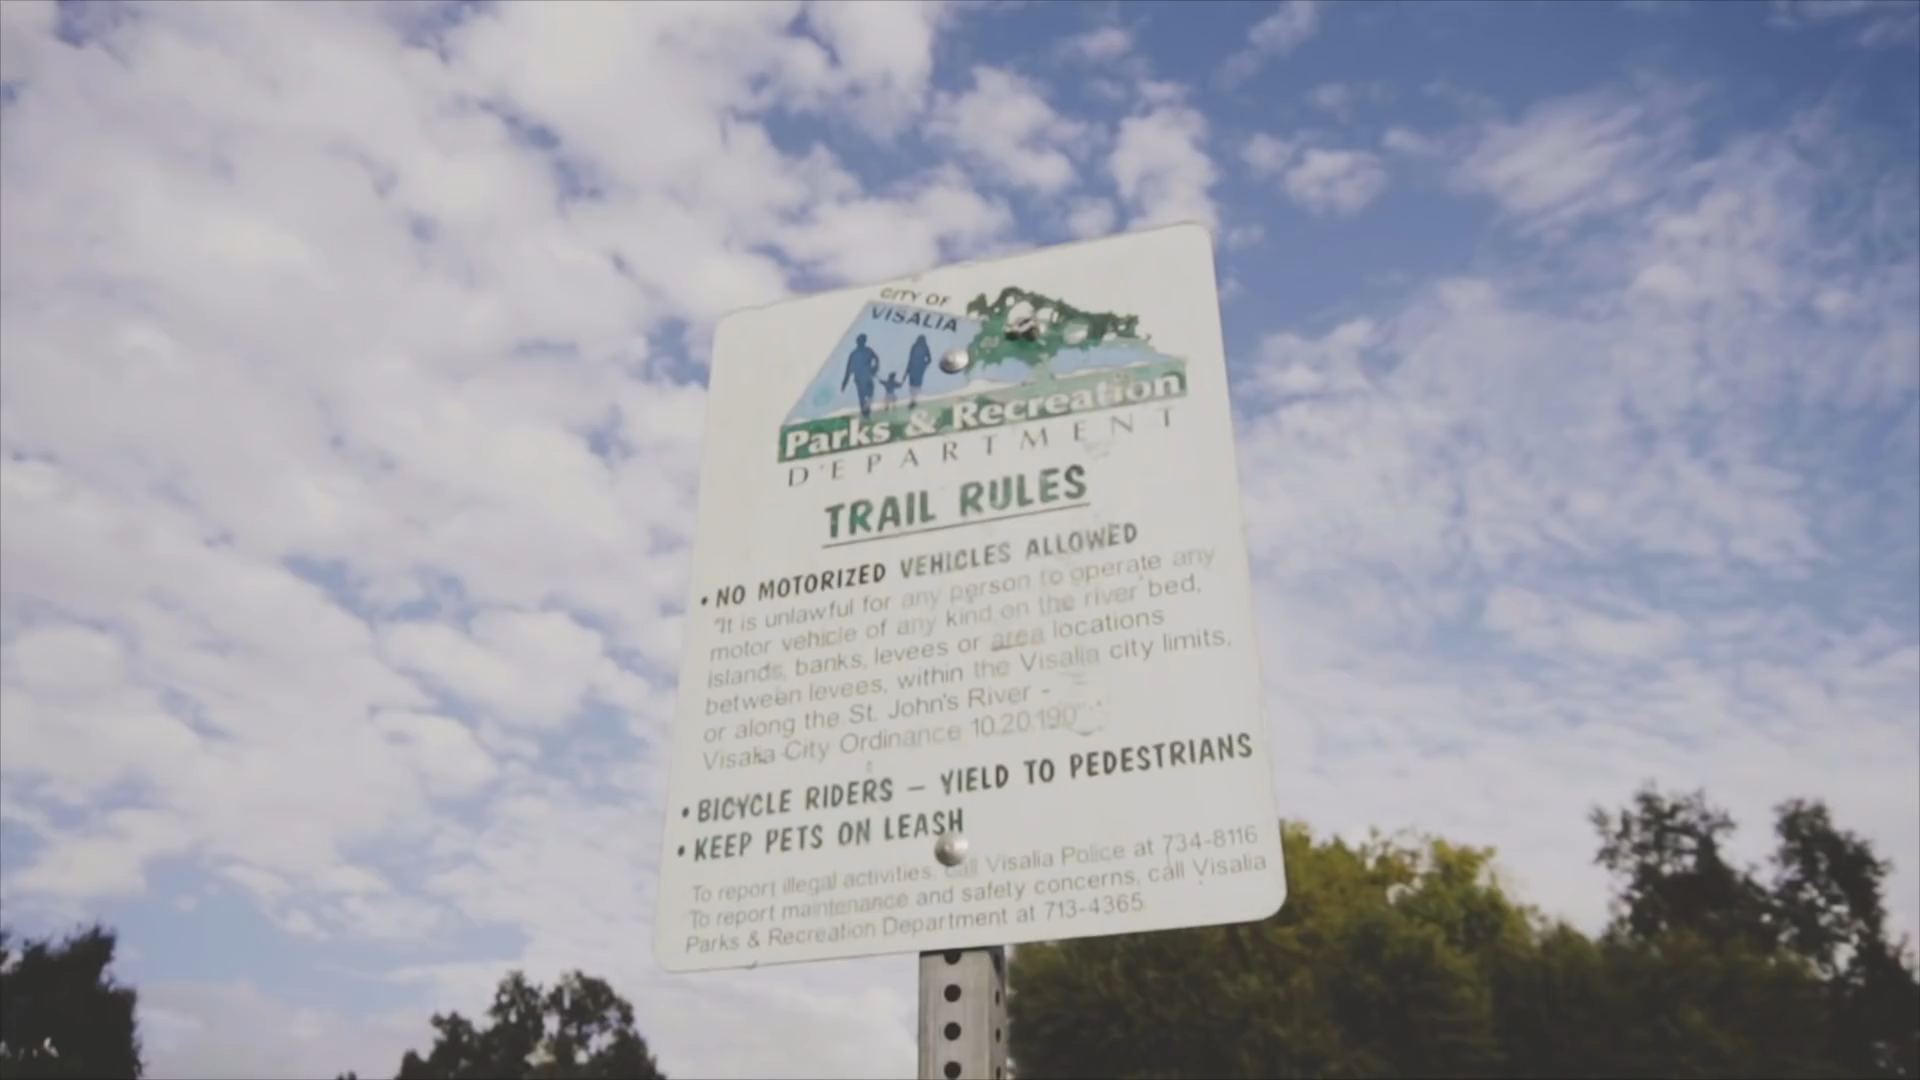 CITY OF
VISALIA
Parks & Recreation
DEPARTMENT
TRAIL RULES
• NO MOTORIZED VEHICLES ALLOWED
"It is unlawful for any person to operate any
motor vehicle of any kind on the river bed,
islands, banks, levees or area locations
between levees, within the Visalia city limits,
or along the St. John's River -
Visalia City Ordinance 10.20.190"
• BICYCLE RIDERS – YIELD TO PEDESTRIANS
• KEEP PETS ON LEASH
To report illegal activities, call Visalia Police at 734-8116
To report maintenance and safety concerns, call Visalia
Parks & Recreation Department at 713-4365.